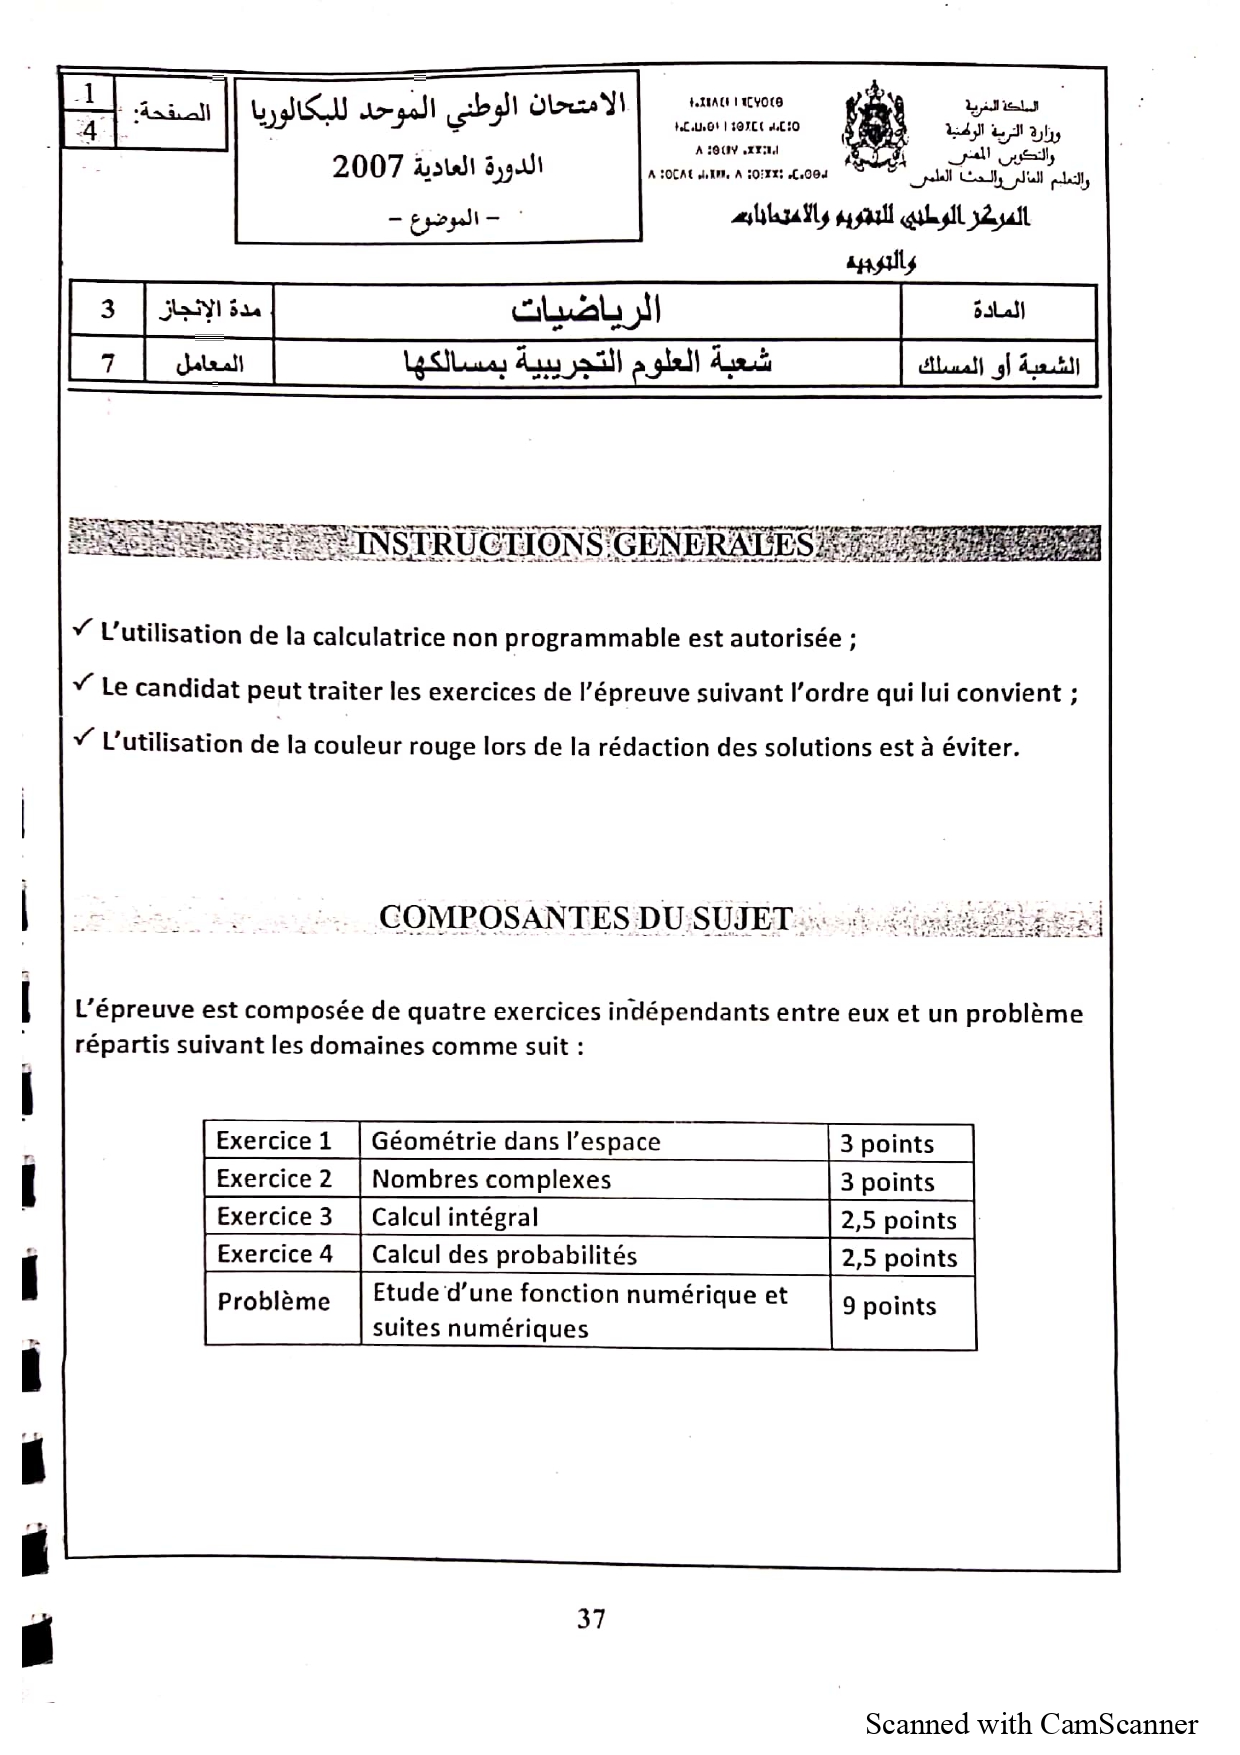 المملكة المغربية
وزارة التربية الوطنية
والتكوين المهني
والتعليم العالي والبحث العلمي
المركز الوطني للتقويم والامتحانات
والتوجيه
الامتحان الوطني الموحد للبكالوريا
الدورة العادية 2007
- الموضوع -
الصفحة:
1
4
المادة الرياضيات مدة الإنجاز 3
الشعبة أو المسلك شعبة العلوم التجريبية بمسالكها المعامل 7
INSTRUCTIONS GENERALES
✓ L'utilisation de la calculatrice non programmable est autorisée ;
✓ Le candidat peut traiter les exercices de l'épreuve suivant l'ordre qui lui convient ;
✓ L'utilisation de la couleur rouge lors de la rédaction des solutions est à éviter.
COMPOSANTES DU SUJET
L'épreuve est composée de quatre exercices indépendants entre eux et un problème
répartis suivant les domaines comme suit :
Exercice 1 Géométrie dans l'espace 3 points
Exercice 2 Nombres complexes 3 points
Exercice 3 Calcul intégral 2,5 points
Exercice 4 Calcul des probabilités 2,5 points
Problème Etude d'une fonction numérique et
suites numériques 9 points
37
Scanned with CamScanner